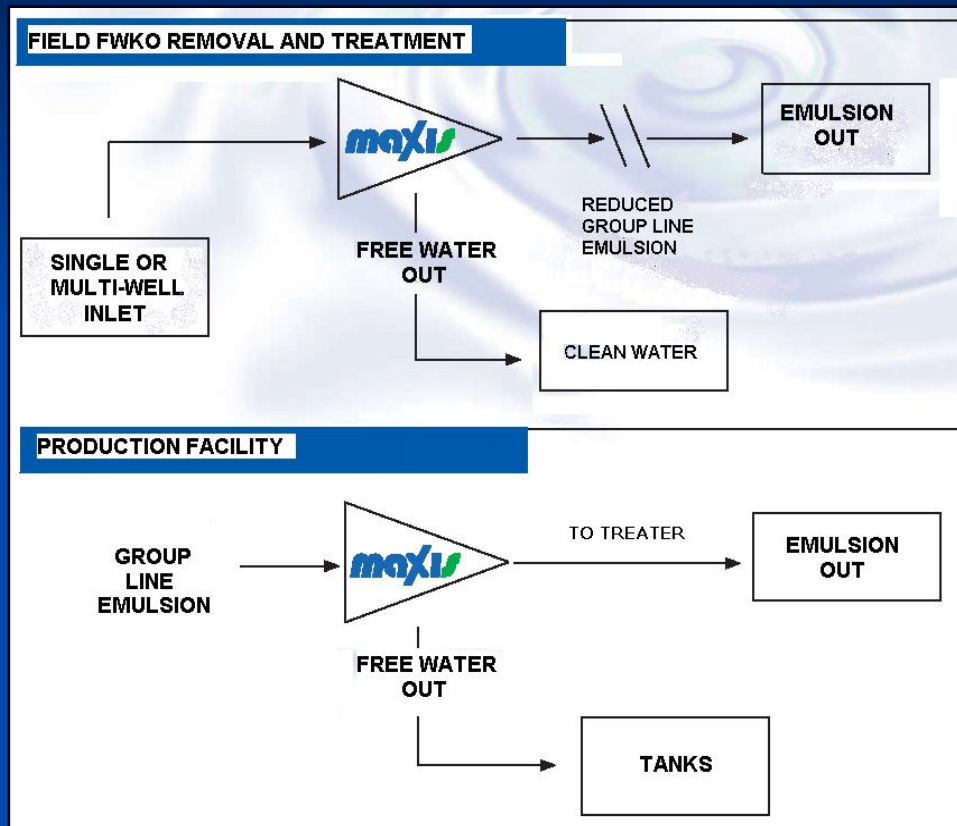 FIELD FWKO REMOVAL AND TREATMENT
maxis
EMULSION
OUT
REDUCED
GROUP LINE
EMULSION
SINGLE OR
MULTI-WELL
INLET
FREE WATER
OUT
CLEAN WATER
PRODUCTION FACILITY
GROUP
LINE
EMULSION
maxis
TO TREATER
EMULSION
OUT
FREE WATER
OUT
TANKS